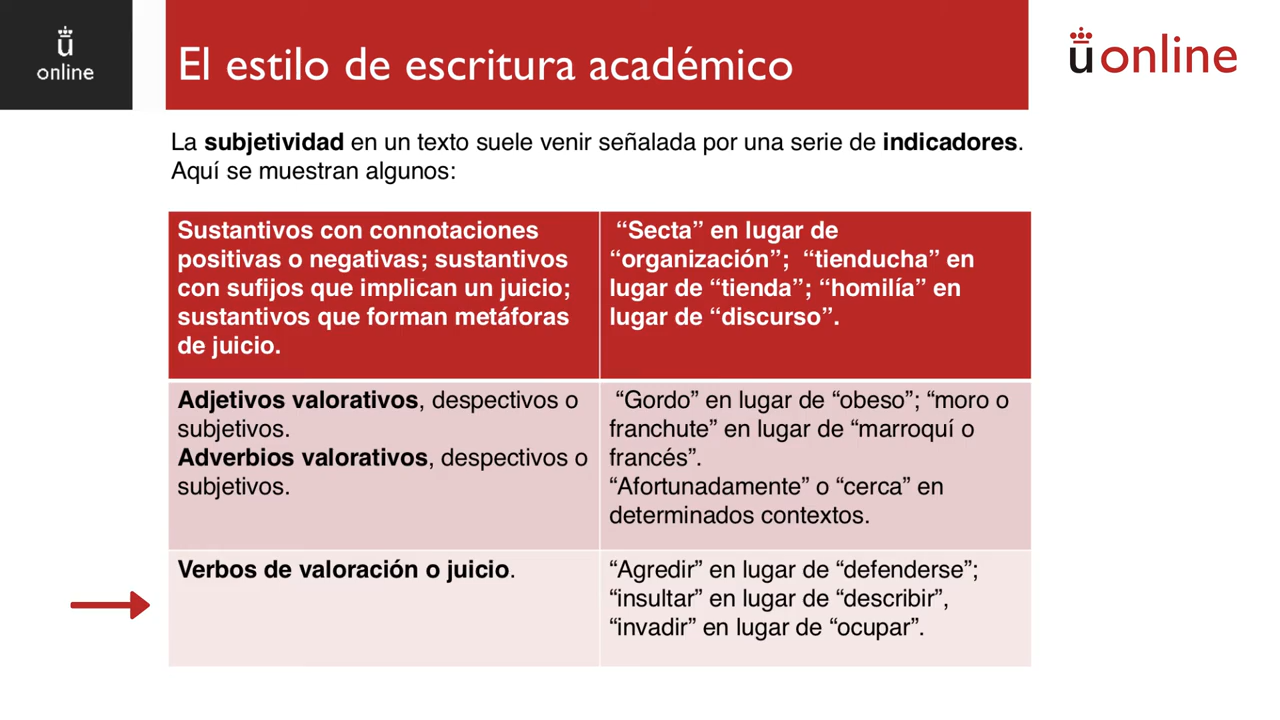 ü
online
El estilo de escritura académico
üonline
La subjetividad en un texto suele venir señalada por una serie de indicadores.
Aquí se muestran algunos:
Sustantivos con connotaciones
positivas o negativas; sustantivos
con sufijos que implican un juicio;
sustantivos que forman metáforas
de juicio.
“Secta” en lugar de
“organización”; “tienducha” en
lugar de “tienda”; “homilía” en
lugar de “discurso”.
Adjetivos valorativos, despectivos o
subjetivos.
Adverbios valorativos, despectivos o
subjetivos.
“Gordo” en lugar de “obeso”; “moro o
franchute” en lugar de “marroquí o
francés”.
“Afortunadamente” o “cerca” en
determinados contextos.
Verbos de valoración o juicio.
“Agredir” en lugar de “defenderse”;
“insultar” en lugar de “describir”,
“invadir” en lugar de “ocupar”.